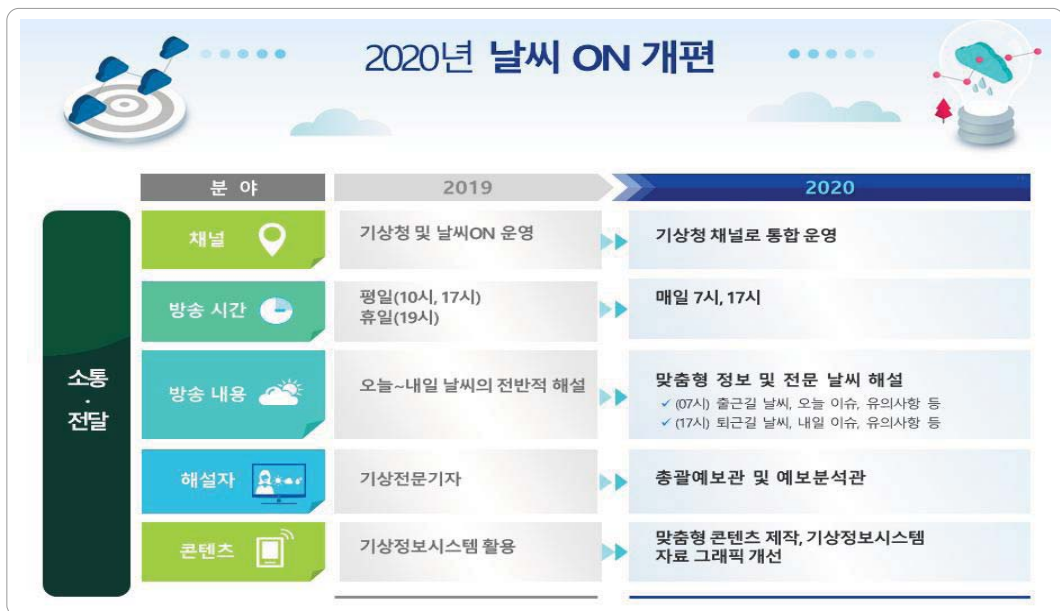 2020년 날씨 ON 개편
분 야
2019
2020
소통
·
전달
채널
기상청 및 날씨ON 운영
기상청 채널로 통합 운영
방송 시간
평일(10시, 17시)
휴일(19시)
매일 7시, 17시
방송 내용
오늘~내일 날씨의 전반적 해설
맞춤형 정보 및 전문 날씨 해설
✓ (07시) 출근길 날씨, 오늘 이슈, 유의사항 등
✓ (17시) 퇴근길 날씨, 내일 이슈, 유의사항 등
해설자
기상전문기자
총괄예보관 및 예보분석관
콘텐츠
기상정보시스템 활용
맞춤형 콘텐츠 제작, 기상정보시스템
자료 그래픽 개선